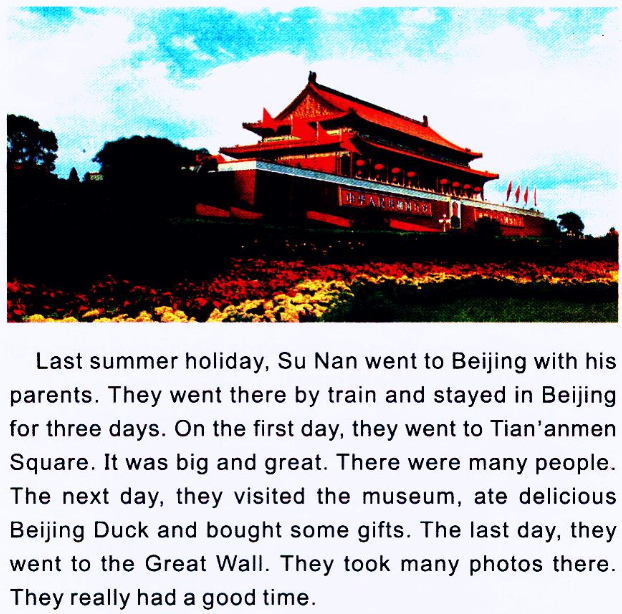 Last summer holiday, Su Nan went to Beijing with his
parents. They went there by train and stayed in Beijing
for three days. On the first day, they went to Tian'anmen
Square. It was big and great. There were many people.
The next day, they visited the museum, ate delicious
Beijing Duck and bought some gifts. The last day, they
went to the Great Wall. They took many photos there.
They really had a good time.